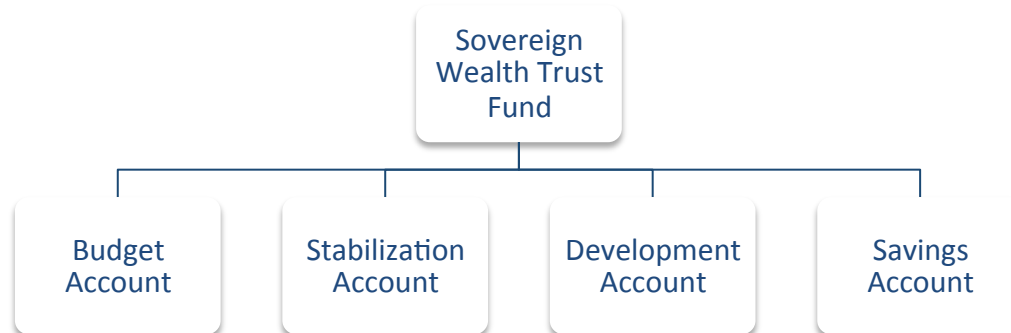 Sovereign
Wealth Trust
Fund
Budget
Account
Stabilization
Account
Development
Account
Savings
Account